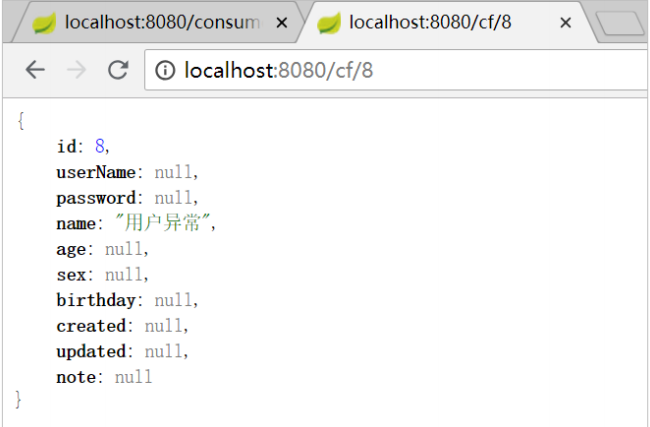 localhost:8080/consum
localhost:8080/cf/8
localhost:8080/cf/8
{
id: 8,
userName: null,
password: null,
name: "用户异常",
age: null,
sex: null,
birthday: null,
created: null,
updated: null,
note: null
}